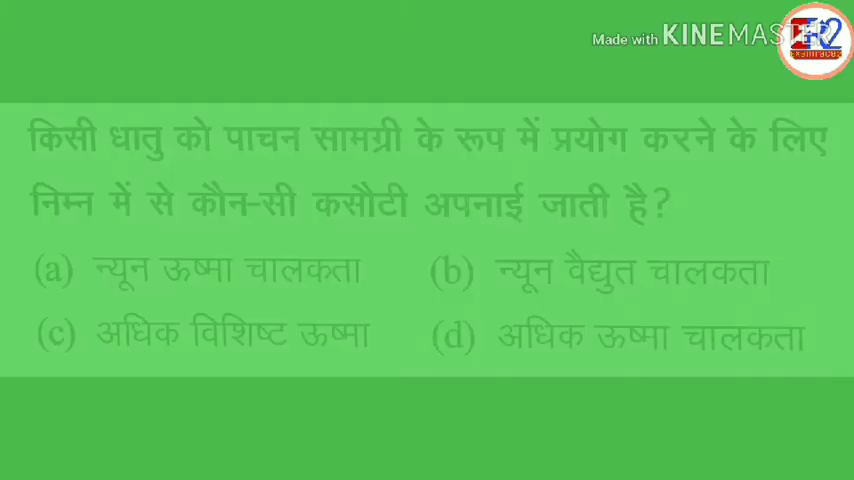 Made with KINEMASTER
किसी धातु को पाचन सामग्री के रूप में प्रयोग करने के लिए
निम्न में से कौन-सी कसौटी अपनाई जाती है?
(a) न्यून ऊष्मा चालकता (b) न्यून वैद्युत चालकता
(c) अधिक विशिष्ट ऊष्मा (d) अधिक ऊष्मा चालकता